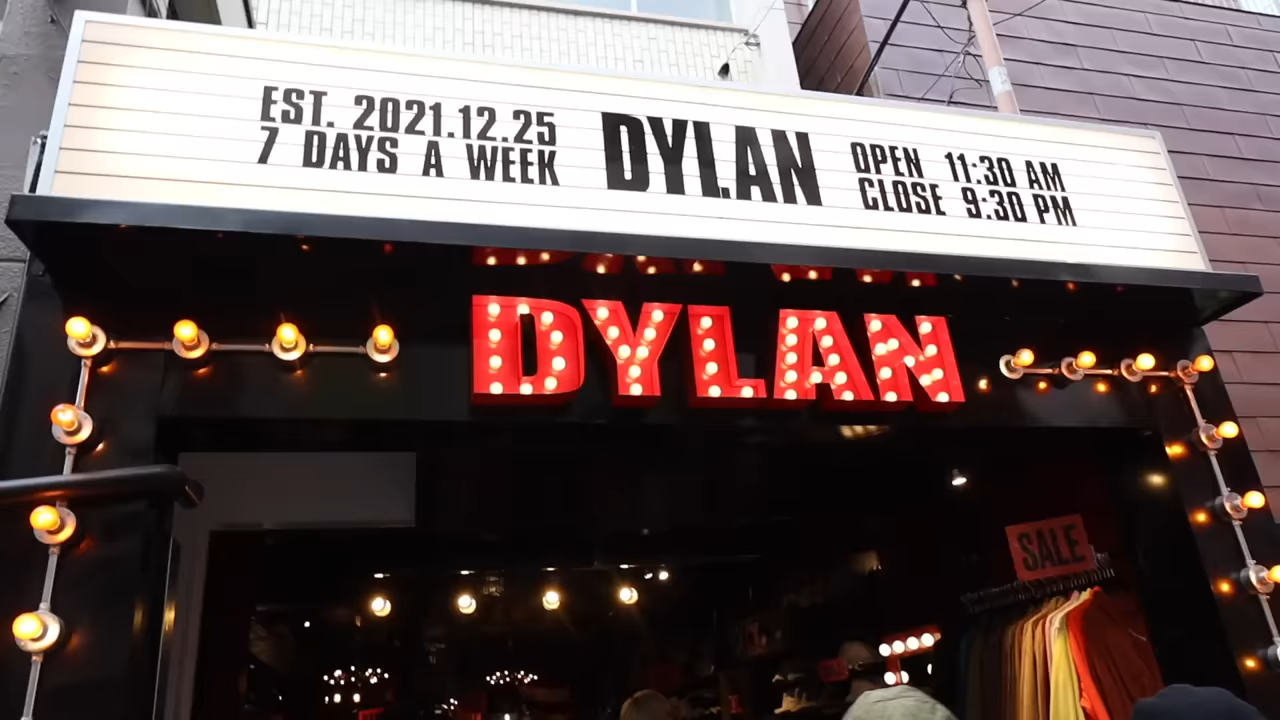 EST. 2021.12.25
7 DAYS A WEEK
DYLAN
OPEN 11:30 AM
CLOSE 9:30 PM
DYLAN
SALE